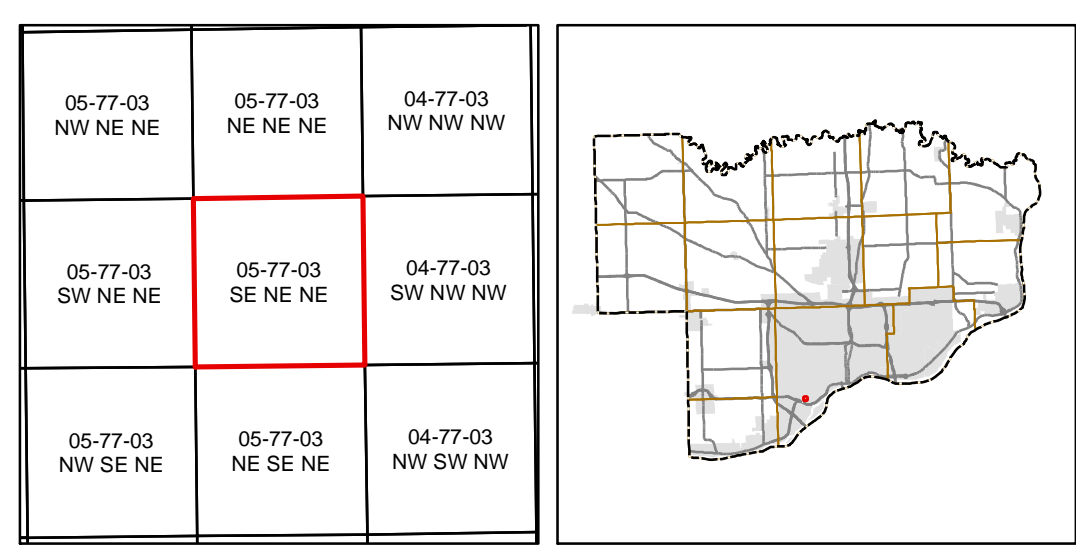 05-77-03
NW NE NE
05-77-03
NE NE NE
04-77-03
NW NW NW
05-77-03
SW NE NE
05-77-03
SE NE NE
04-77-03
SW NW NW
05-77-03
NW SE NE
05-77-03
NE SE NE
04-77-03
NW SW NW